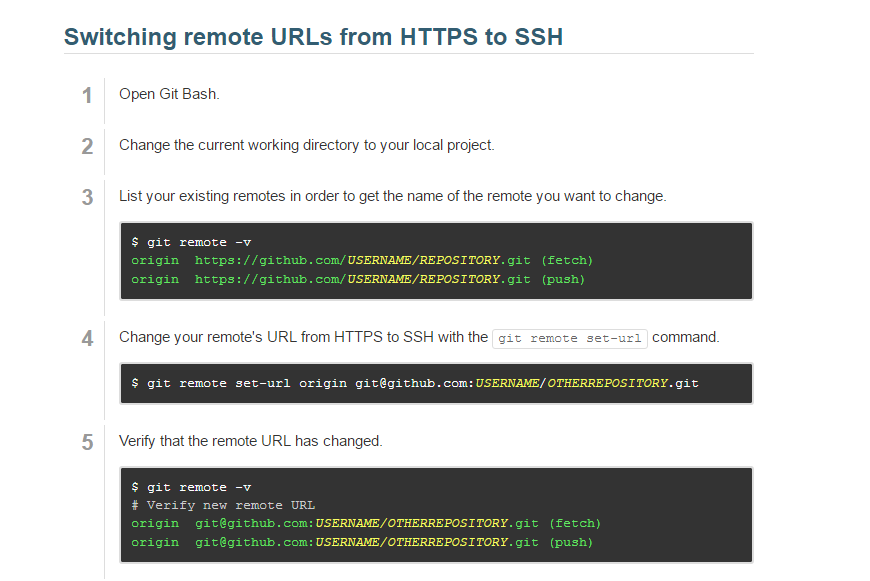 Switching remote URLs from HTTPS to SSH
1 Open Git Bash.
2 Change the current working directory to your local project.
3 List your existing remotes in order to get the name of the remote you want to change.
$ git remote -v
origin  https://github.com/USERNAME/REPOSITORY.git (fetch)
origin  https://github.com/USERNAME/REPOSITORY.git (push)
4 Change your remote's URL from HTTPS to SSH with the git remote set-url command.
$ git remote set-url origin git@github.com:USERNAME/OTHERREPOSITORY.git
5 Verify that the remote URL has changed.
$ git remote -v
# Verify new remote URL
origin  git@github.com:USERNAME/OTHERREPOSITORY.git (fetch)
origin  git@github.com:USERNAME/OTHERREPOSITORY.git (push)